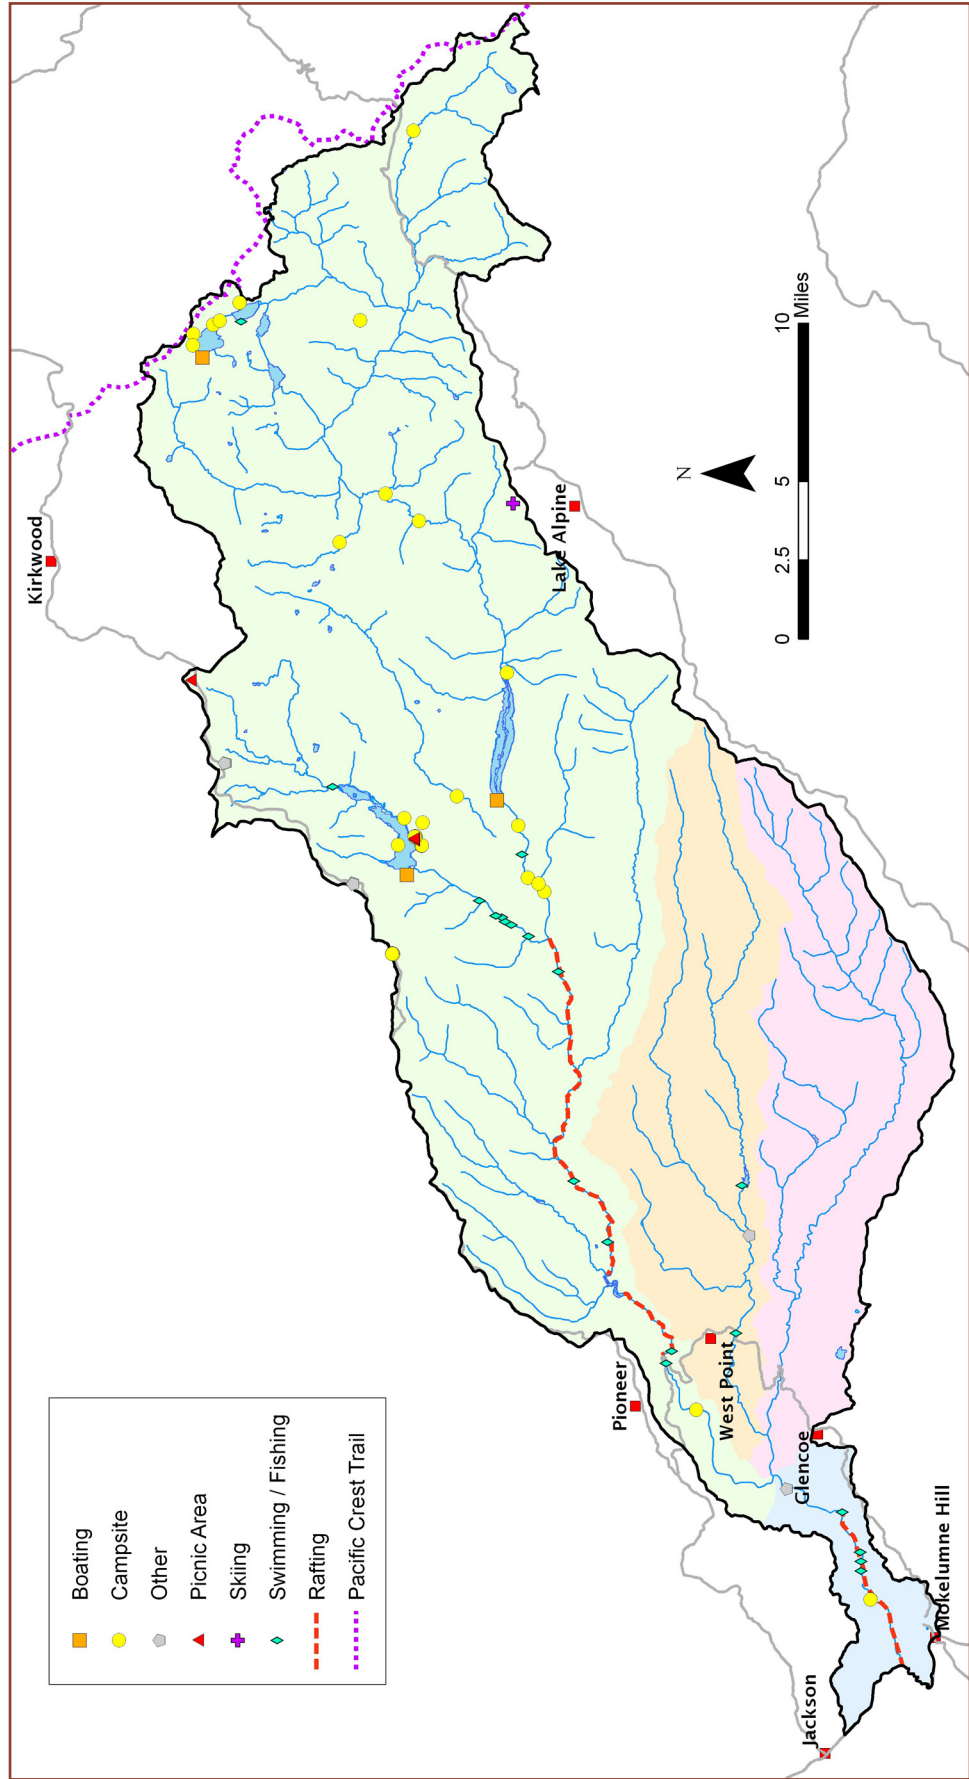 Boating
Campsite
Other
Picnic Area
Skiing
Swimming / Fishing
Rafting
Pacific Crest Trail
Kirkwood
Lake Alpine
Pioneer
West Point
Glencoe
Mokelumne Hill
Jackson
N
0 2.5 5 10
Miles